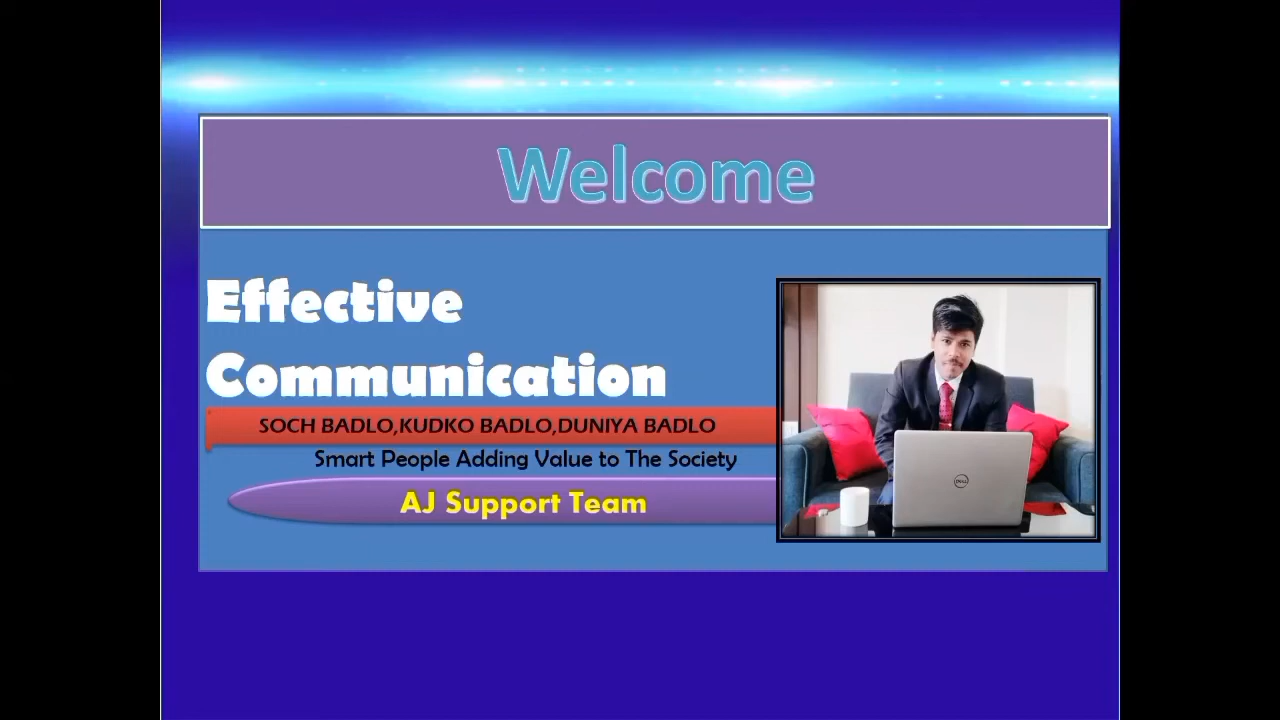 Welcome
Effective
Communication
SOCH BADLO,KUDKO BADLO,DUNIYA BADLO
Smart People Adding Value to The Society
AJ Support Team
DELL